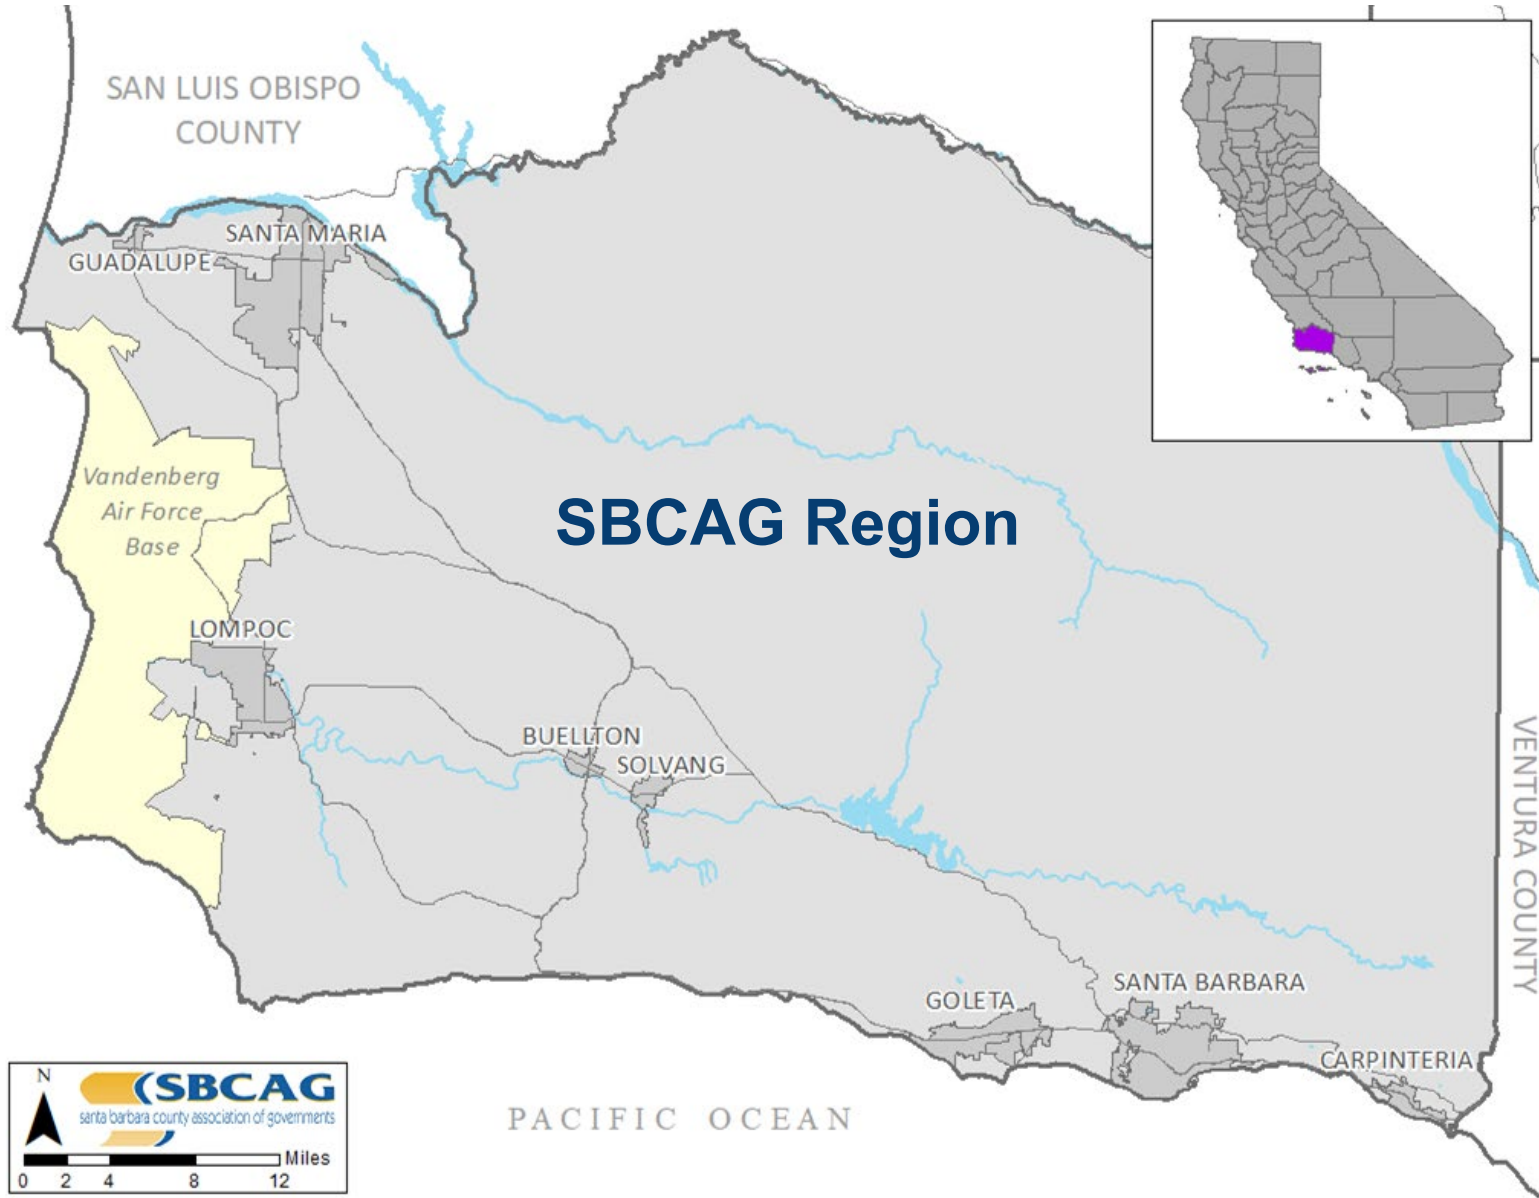 SAN LUIS OBISPO
COUNTY
SANTA MARIA
GUADALUPE
Vandenberg
Air Force
Base
SBCAG Region
LOMPOC
BUELLTON
SOLVANG
VENTURA COUNTY
SANTA BARBARA
GOLETA
CARPINTERIA
PACIFIC OCEAN
N
SBCAG
santa barbara county association of governments
Miles
0 2 4 8 12